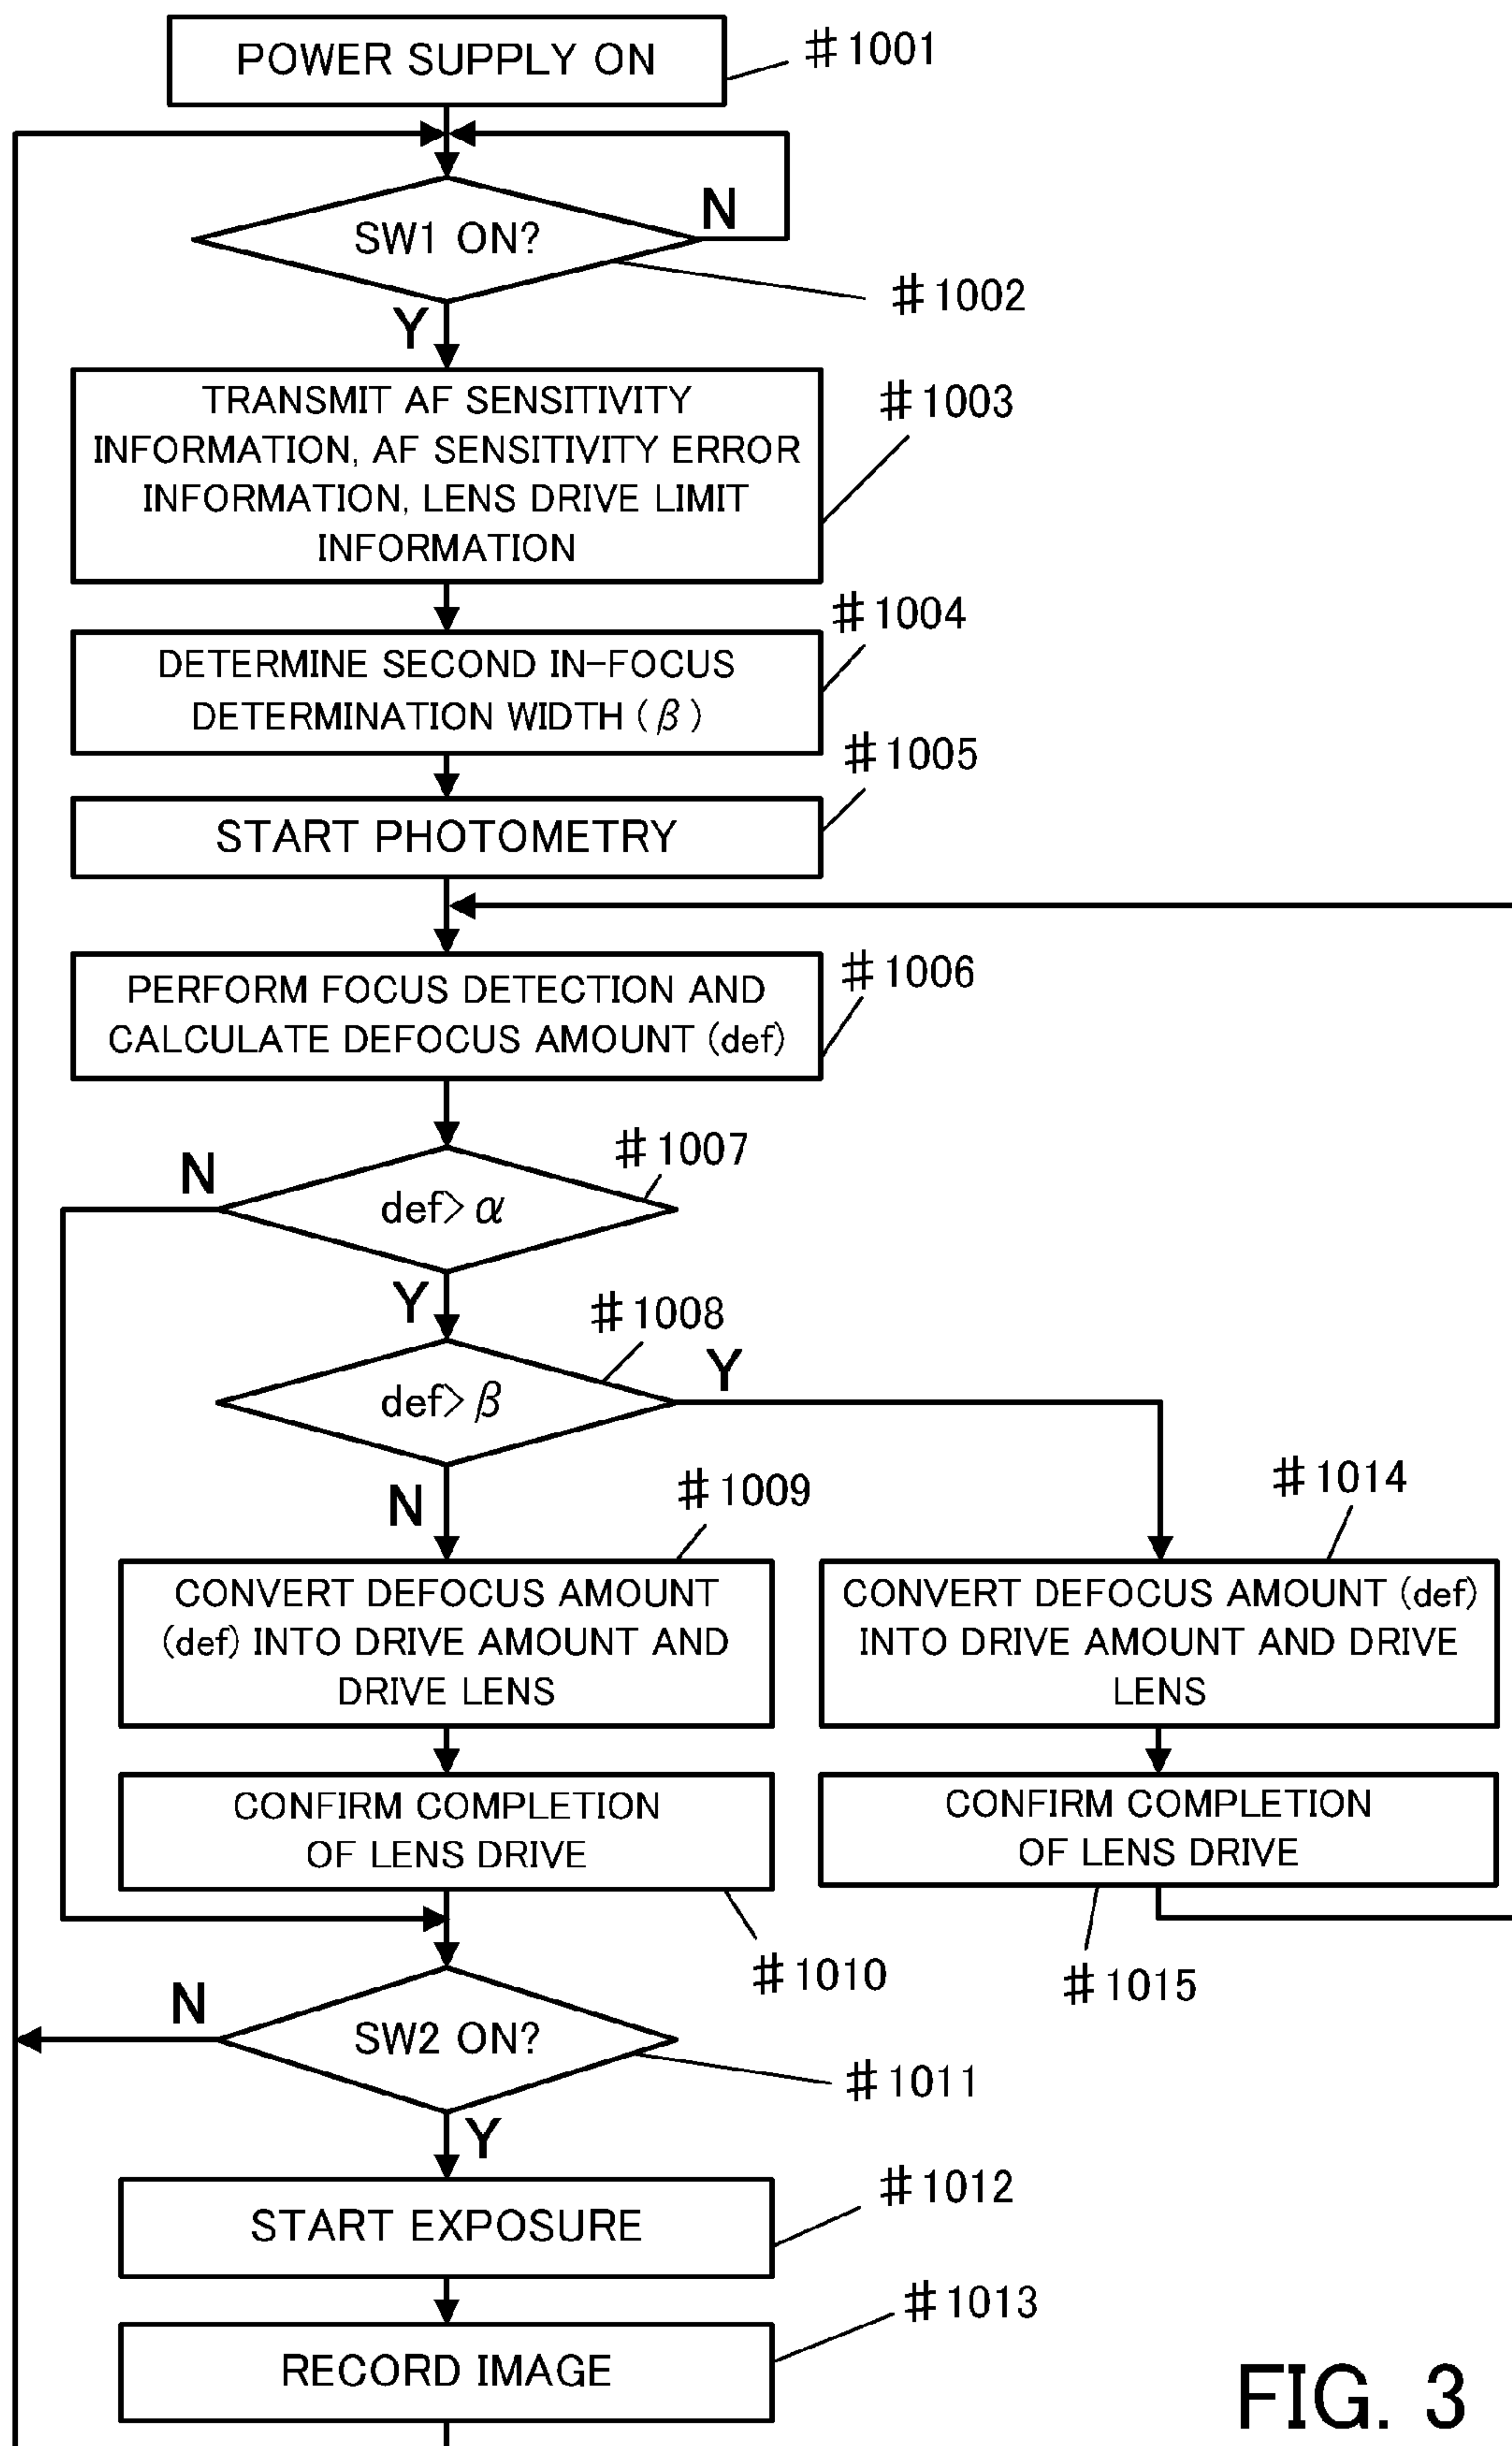 POWER SUPPLY ON
#1001
SW1 ON?
N
#1002
Y
TRANSMIT AF SENSITIVITY
INFORMATION, AF SENSITIVITY ERROR
INFORMATION, LENS DRIVE LIMIT
INFORMATION
#1003
DETERMINE SECOND IN-FOCUS
DETERMINATION WIDTH (β)
#1004
START PHOTOMETRY
#1005
PERFORM FOCUS DETECTION AND
CALCULATE DEFOCUS AMOUNT (def)
#1006
N
def> α
#1007
Y
def> β
#1008
Y
N
#1009
CONVERT DEFOCUS AMOUNT
(def) INTO DRIVE AMOUNT AND
DRIVE LENS
#1014
CONVERT DEFOCUS AMOUNT (def)
INTO DRIVE AMOUNT AND DRIVE
LENS
CONFIRM COMPLETION
OF LENS DRIVE
#1010
CONFIRM COMPLETION
OF LENS DRIVE
#1015
N
SW2 ON?
#1011
Y
START EXPOSURE
#1012
RECORD IMAGE
#1013
FIG. 3